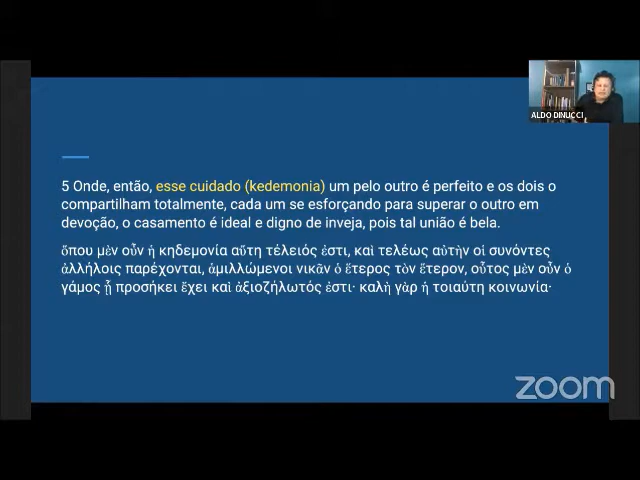 ALDO DINUCCI
5 Onde, então, esse cuidado (kedemonia) um pelo outro é perfeito e os dois o
compartilham totalmente, cada um se esforçando para superar o outro em
devoção, o casamento é ideal e digno de inveja, pois tal união é bela.
ὅπου μὲν οὖν ἡ κηδεμονία αὕτη τέλειός ἐστι, καὶ τελέως αὐτὴν οἱ συνόντες
ἀλλήλοις παρέχονται, ἁμιλλώμενοι νικᾶν ὁ ἕτερος τὸν ἕτερον, οὗτος μὲν οὖν ὁ
γάμος ᾗ προσήκει ἔχει καὶ ἀξιοζήλωτός ἐστι· καλὴ γὰρ ἡ τοιαύτη κοινωνία·
zoom